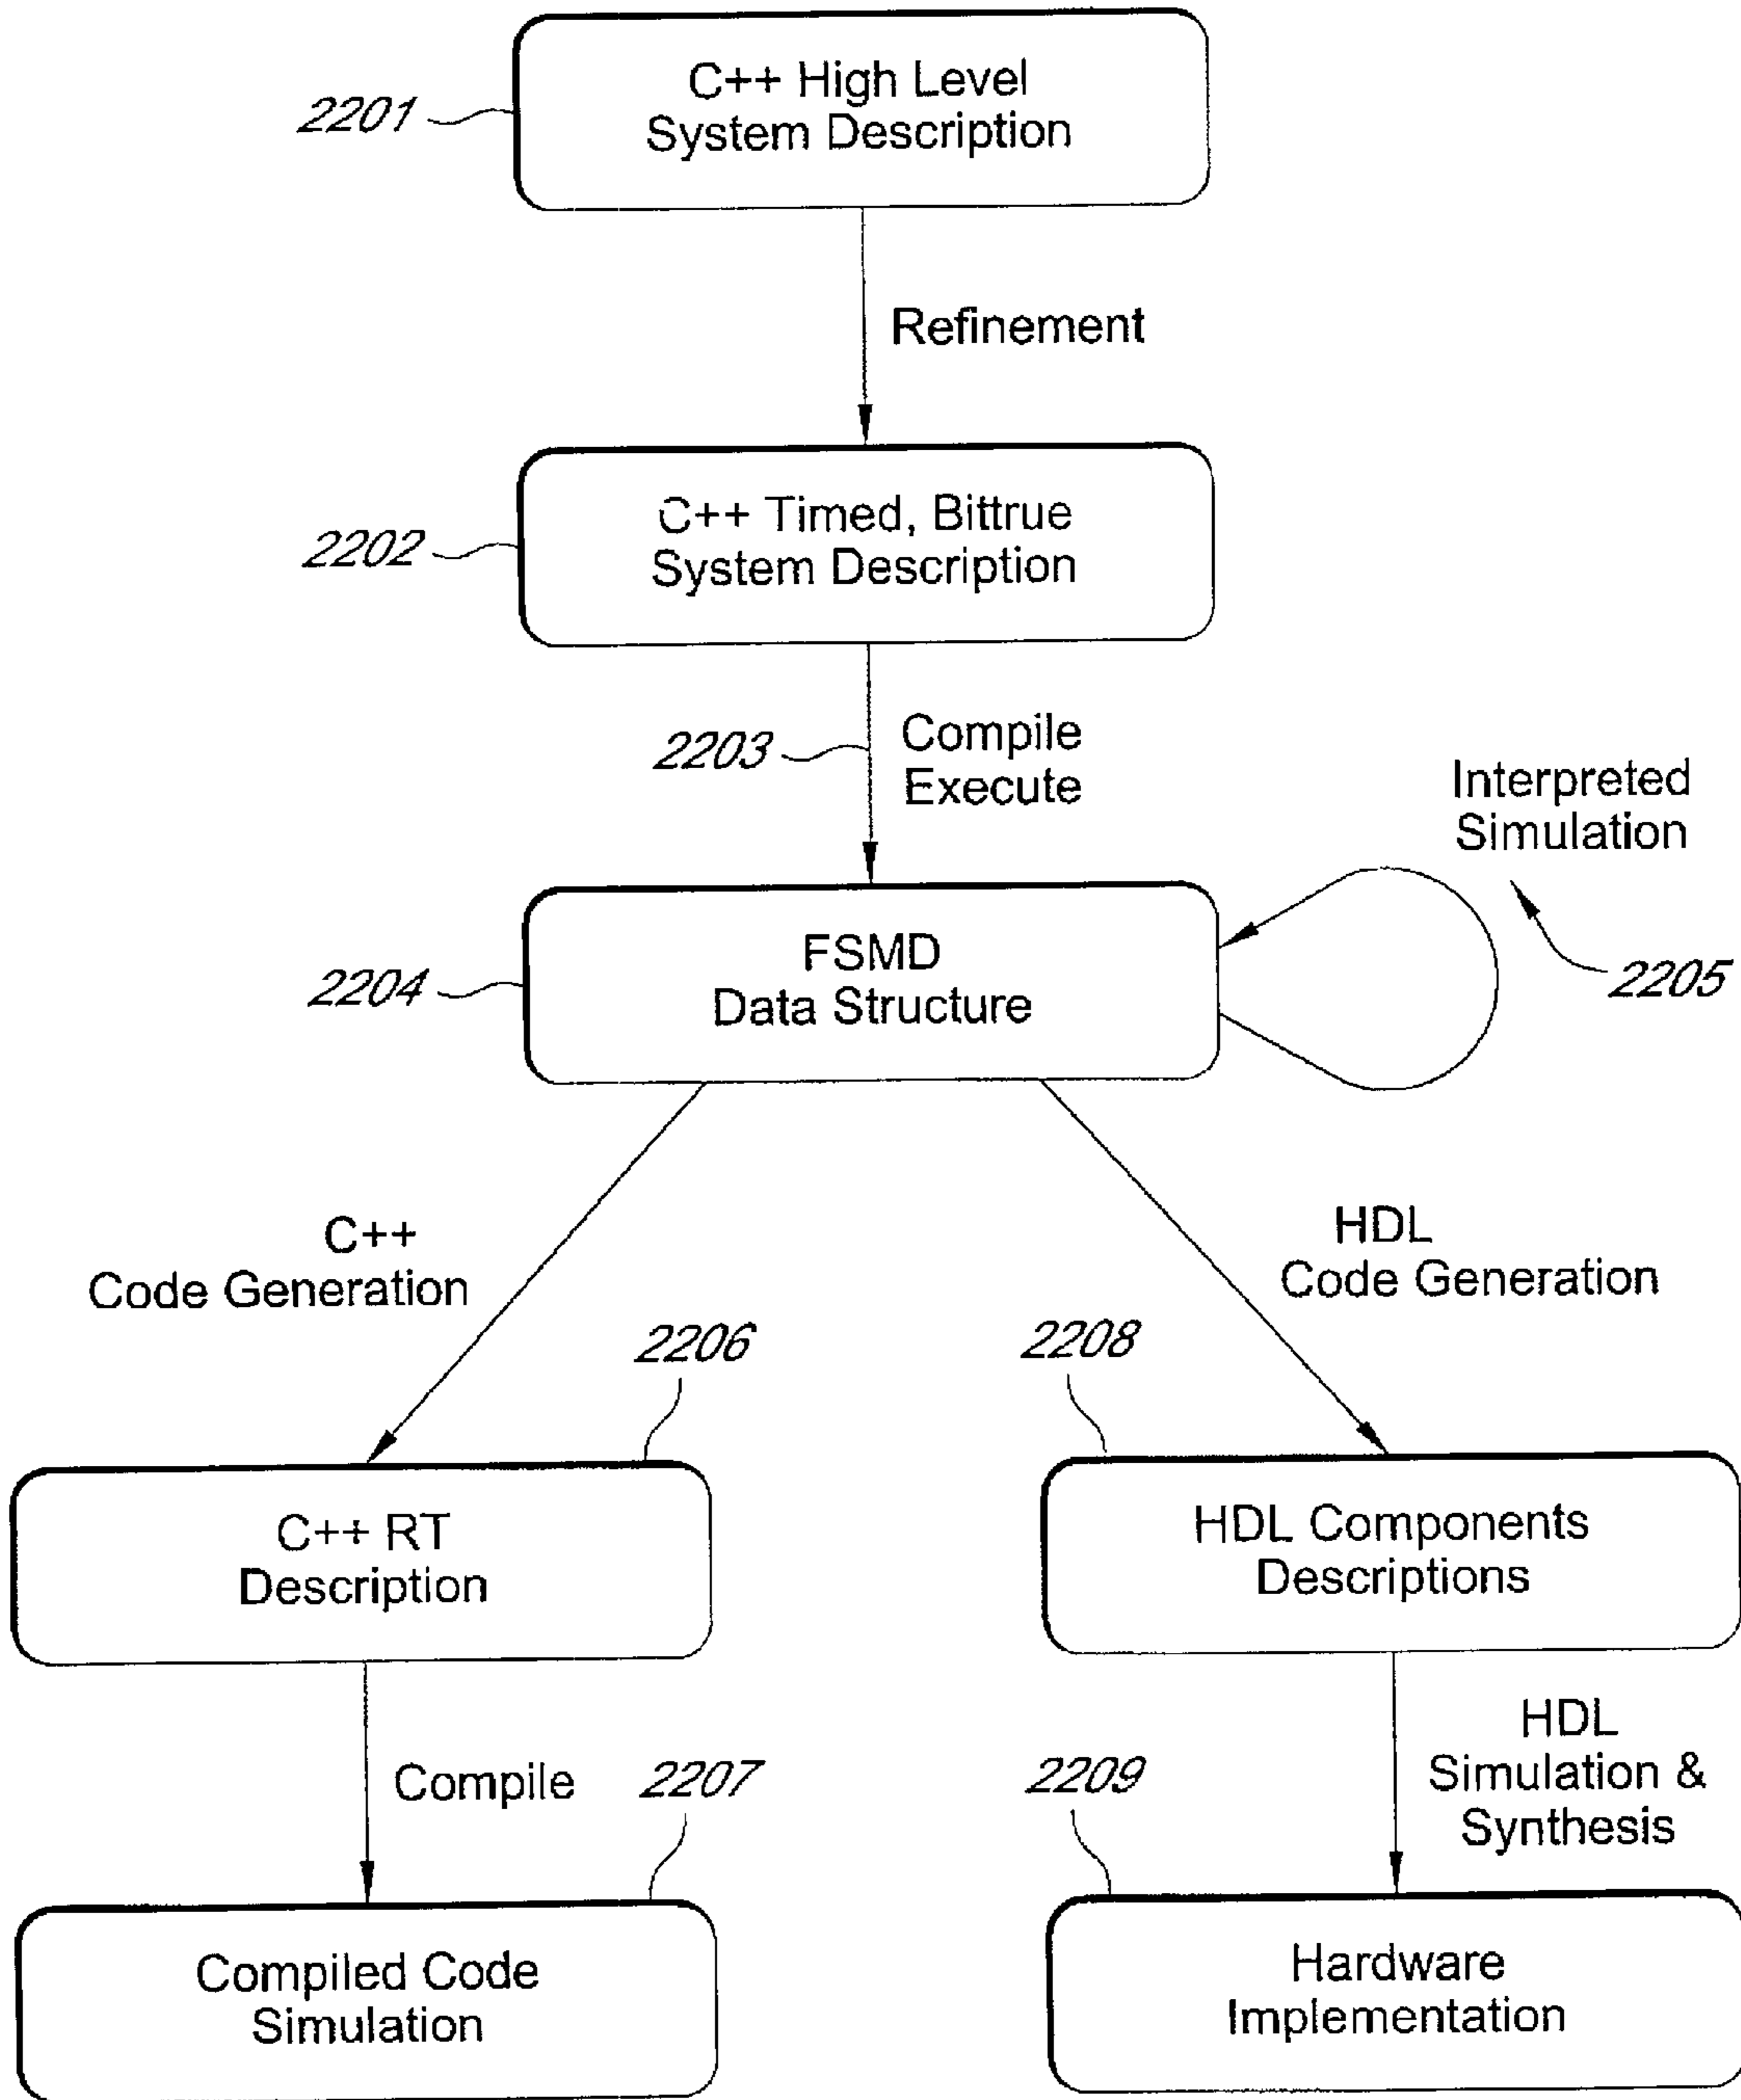 C++ High Level
System Description
2201
Refinement
C++ Timed, Bittrue
System Description
2202
2203
Compile
Execute
Interpreted
Simulation
2205
FSMD
Data Structure
2204
C++
Code Generation
HDL
Code Generation
2206
2208
C++ RT
Description
HDL Components
Descriptions
Compile
2207
2209
HDL
Simulation &
Synthesis
Compiled Code
Simulation
Hardware
Implementation